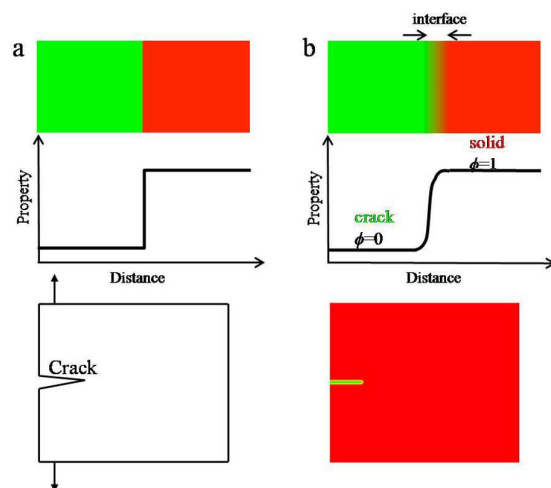 a
Property
Distance
Crack
b
interface
solid
ϕ=1
crack
ϕ=0
Property
Distance